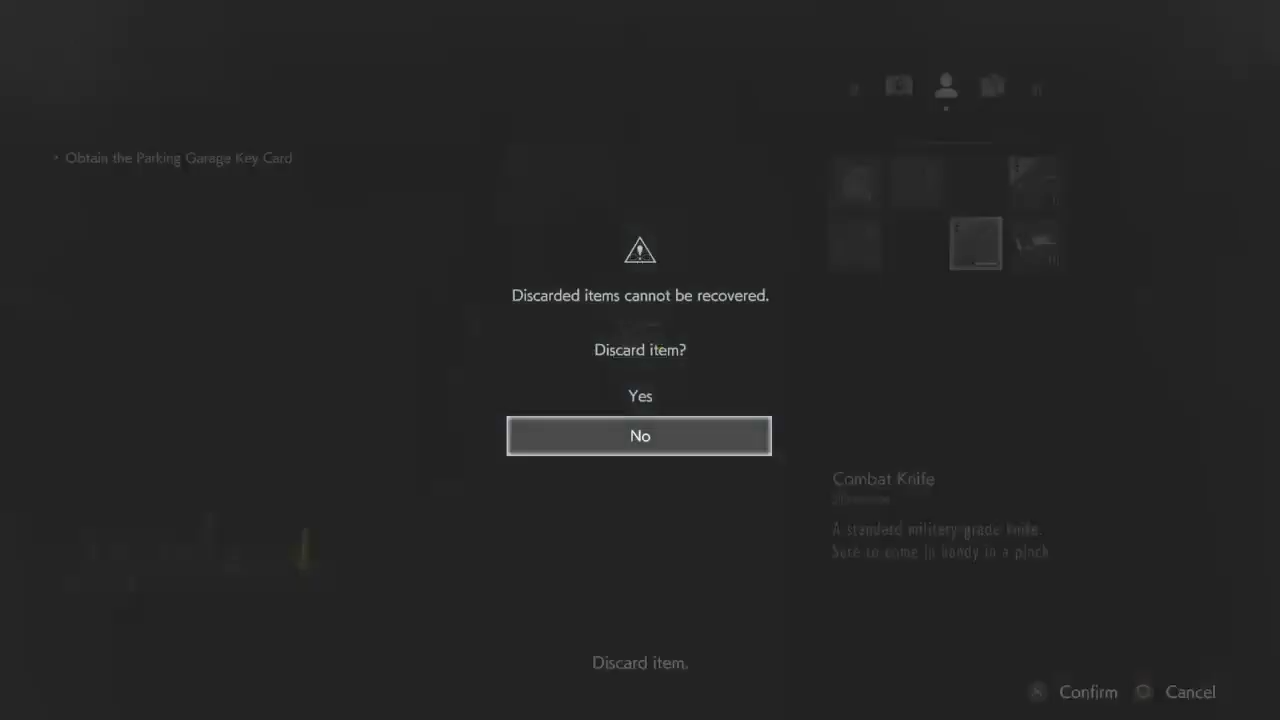 • Obtain the Parking Garage Key Card
Discarded items cannot be recovered.
Discard item?
Yes
No
Combat Knife
A standard military-grade knife.
Sure to come in handy in a pinch.
Discard item.
Confirm
Cancel